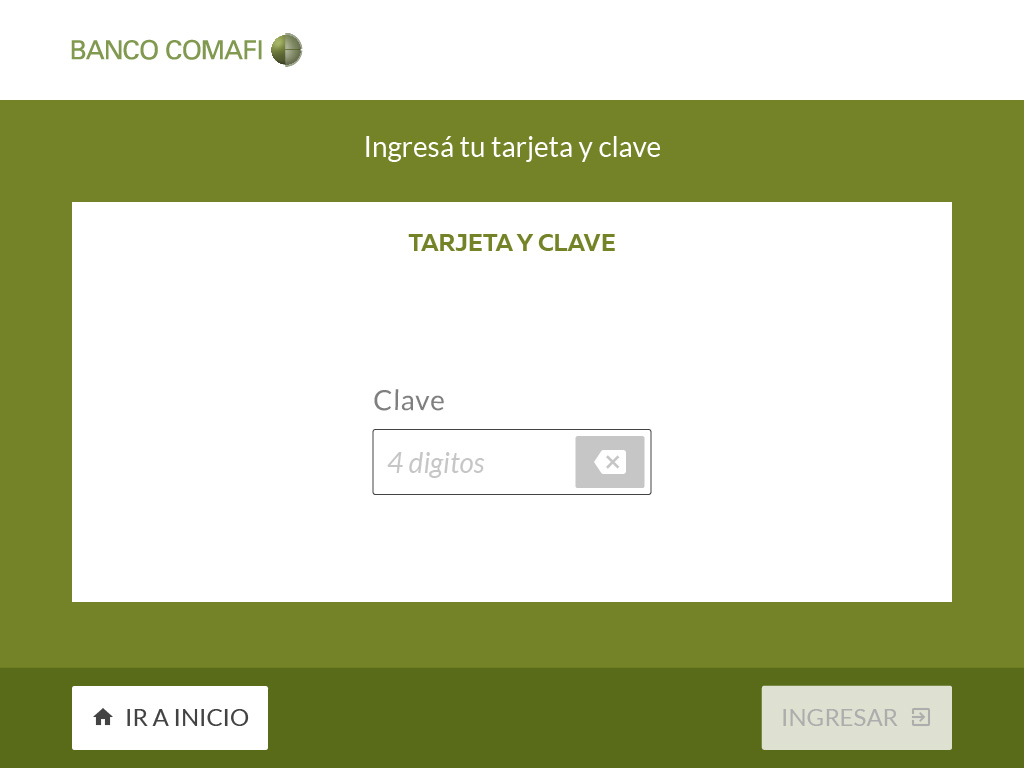 BANCO COMAFI
Ingresá tu tarjeta y clave
TARJETA Y CLAVE
Clave
4 digitos
IR A INICIO
INGRESAR